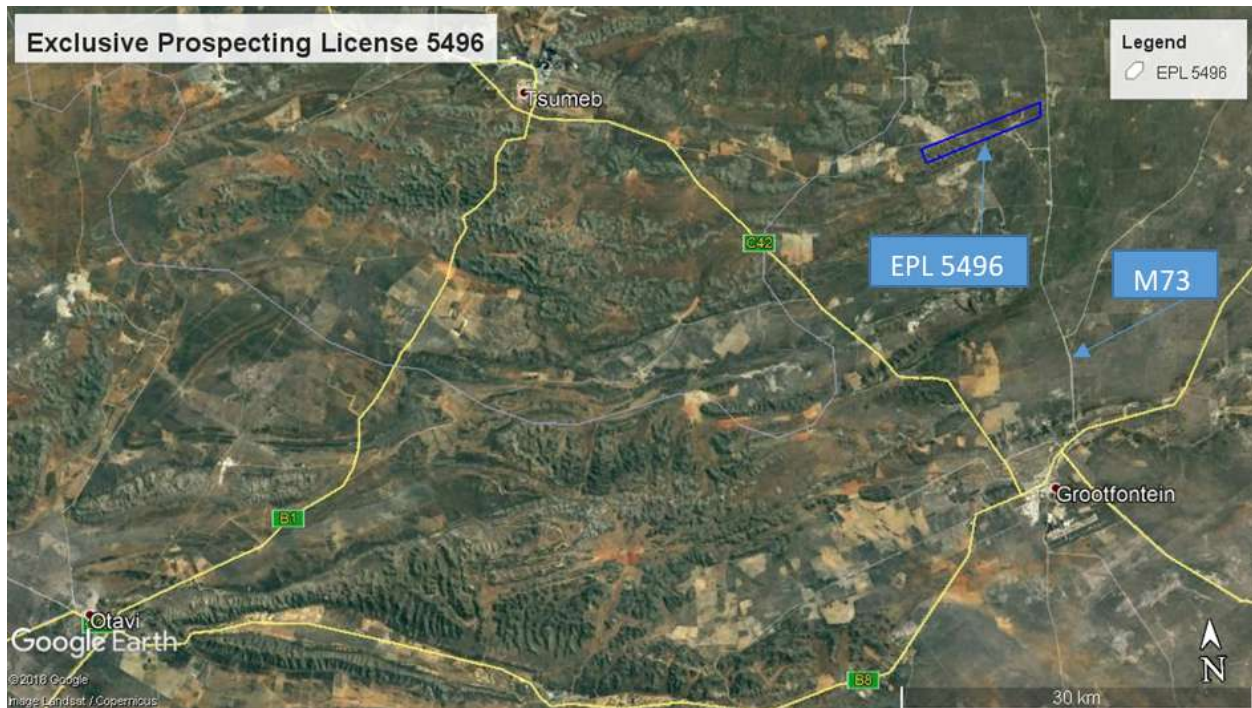 Exclusive Prospecting License 5496
Legend
EPL 5496
Tsumeb
C42
EPL 5496
M73
Grootfontein
B1
Otavi
Google Earth
N
B8
30 km
©2018 Google
Image Landsat / Copernicus